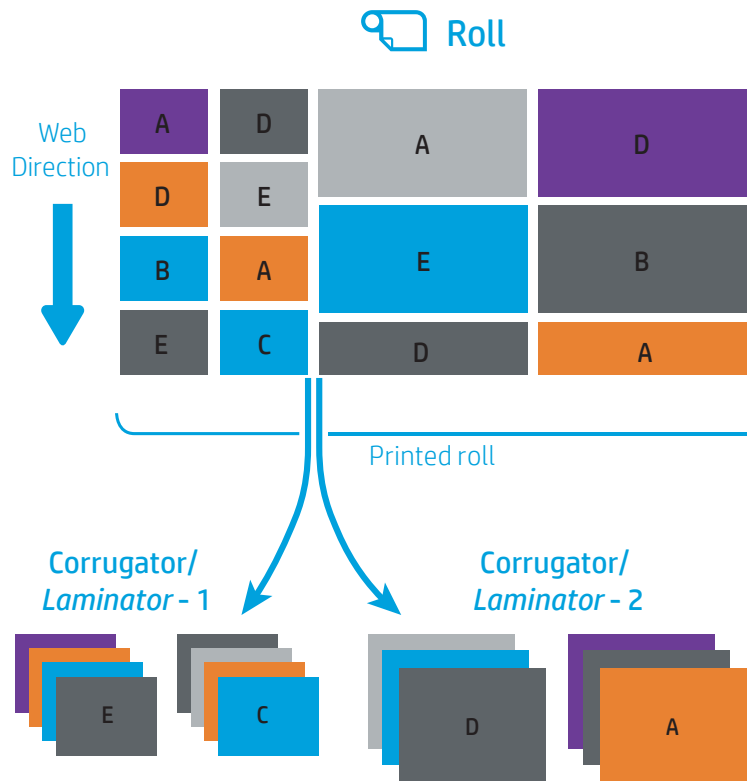 Roll
Web
Direction
A
D
A
D
D
E
B
A
E
B
E
C
D
A
Printed roll
Corrugator/
Laminator - 1
Corrugator/
Laminator - 2
E
C
D
A